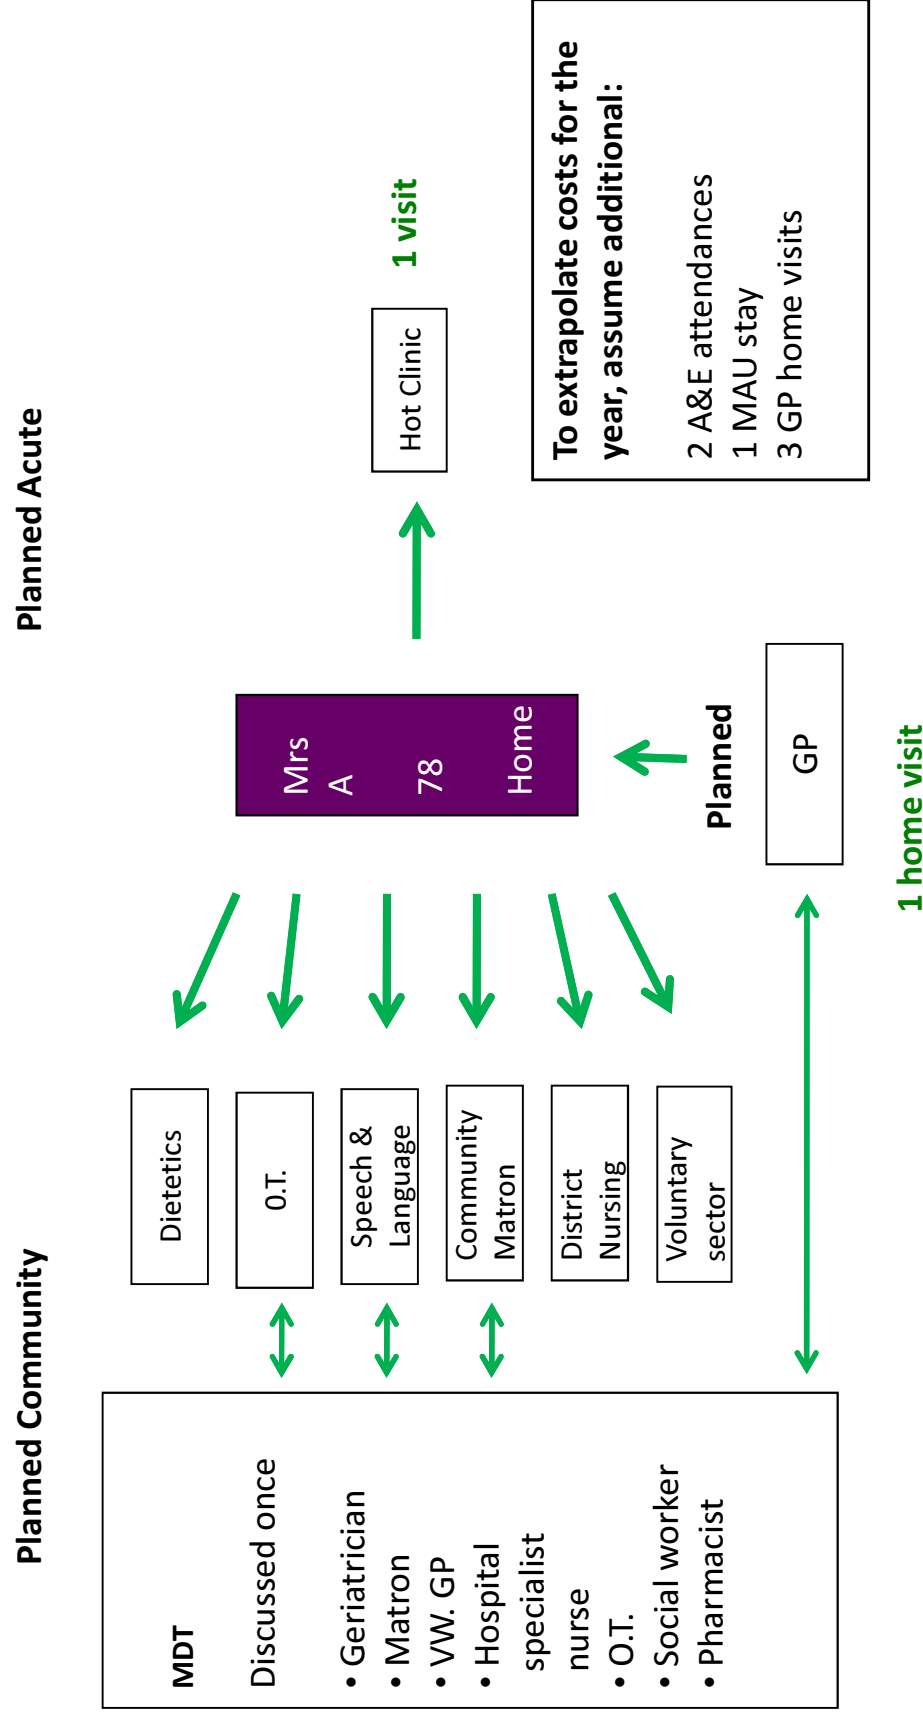 Planned Community
Planned Acute
MDT
Discussed once
• Geriatrician
• Matron
• VW. GP
• Hospital
specialist
nurse
• O.T.
• Social worker
• Pharmacist
Dietetics
0.T.
Speech &
Language
Community
Matron
District
Nursing
Voluntary
sector
Mrs
A
78
Home
Planned
GP
1 home visit
Hot Clinic
1 visit
To extrapolate costs for the
year, assume additional:
2 A&E attendances
1 MAU stay
3 GP home visits